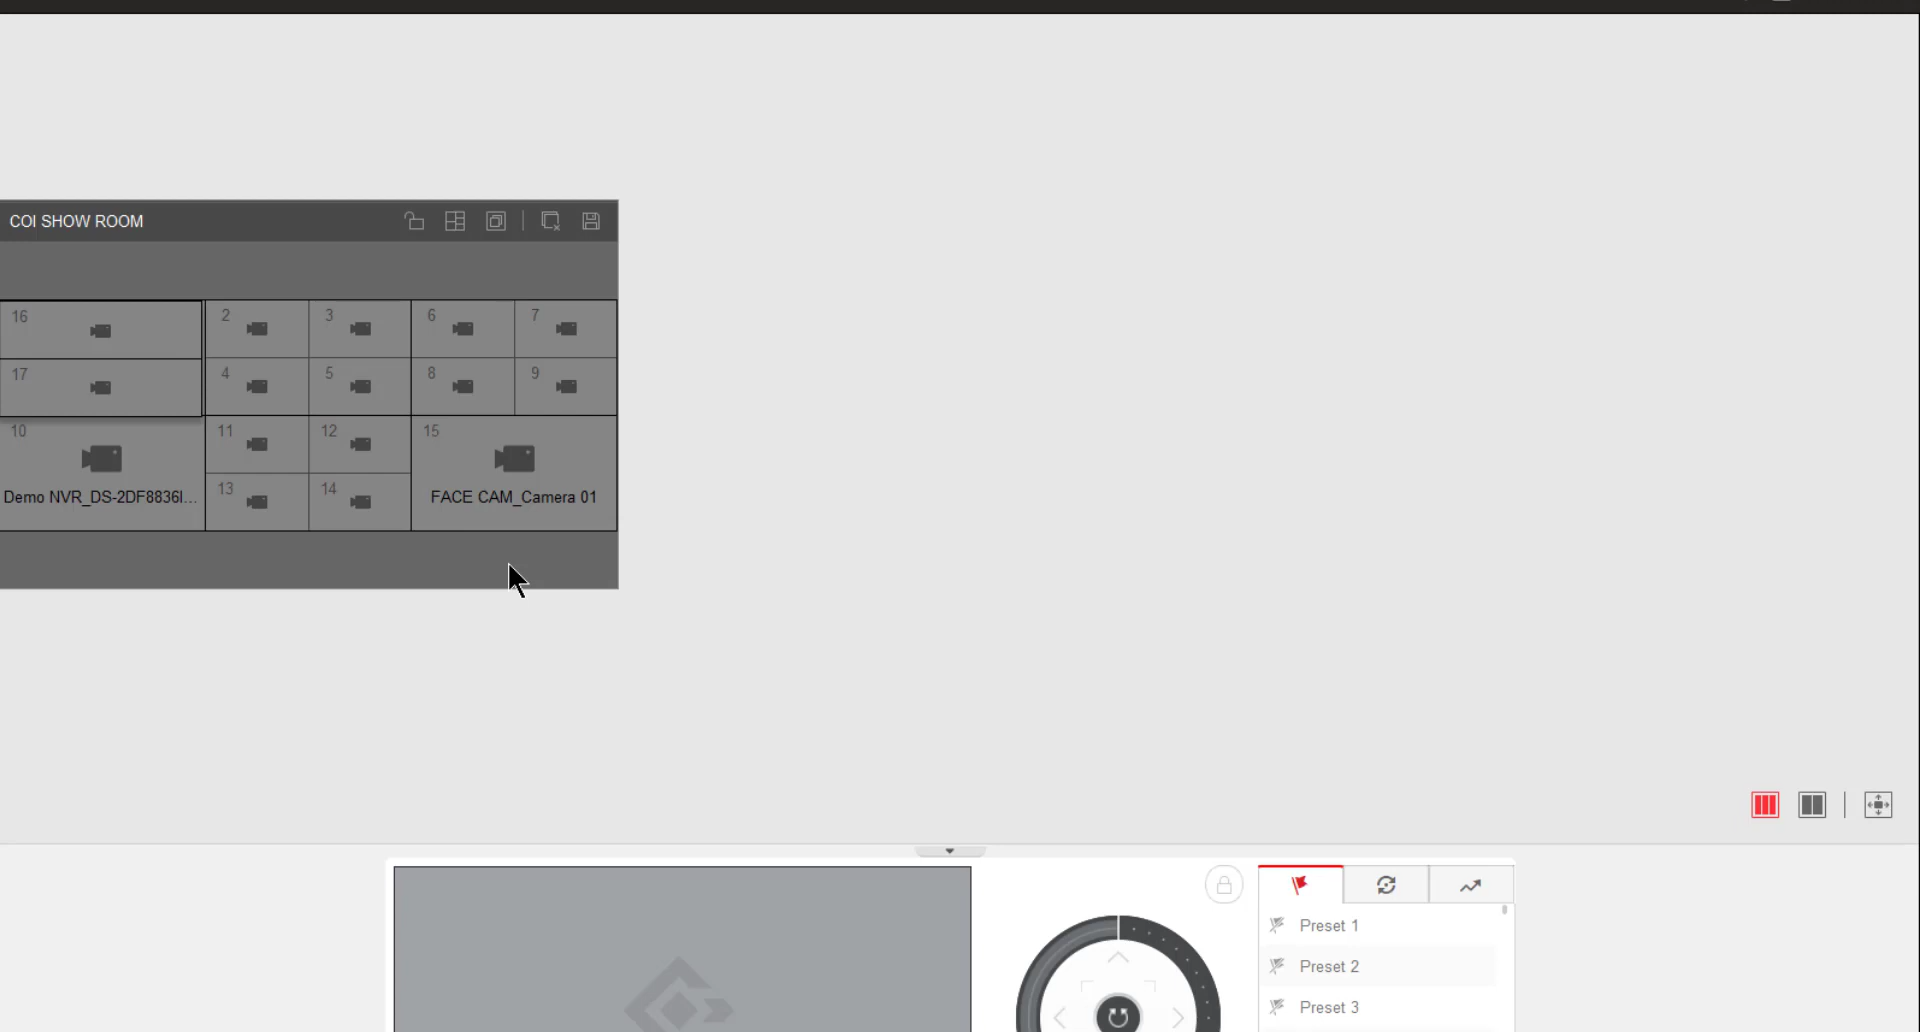 COI SHOW ROOM
16 2 3 6 7
17 4 5 8 9
10 11 12 15
Demo NVR_DS-2DF8836I... 13 14 FACE CAM_Camera 01
Preset 1
Preset 2
Preset 3